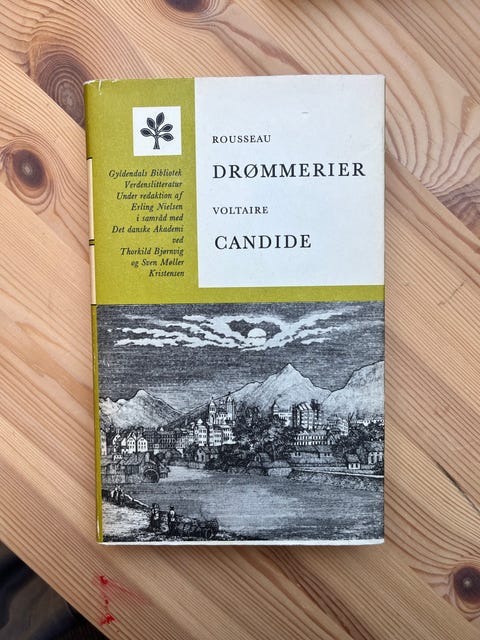 Gyldendals Bibliotek
Verdenslitteratur
Under redaktion af
Erling Nielsen
i samråd med
Det danske Akademi
ved
Thorkild Bjørnvig
og Sven Møller
Kristensen
ROUSSEAU
DRØMMERIER
VOLTAIRE
CANDIDE